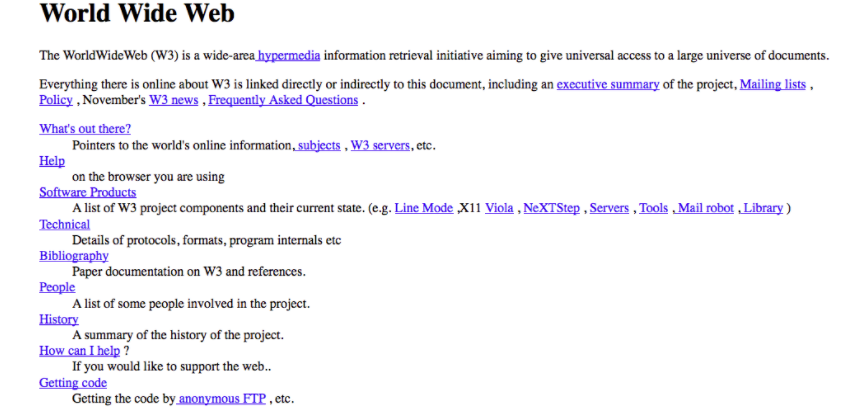 World Wide Web
The WorldWideWeb (W3) is a wide-area hypermedia information retrieval initiative aiming to give universal access to a large universe of documents.
Everything there is online about W3 is linked directly or indirectly to this document, including an executive summary of the project, Mailing lists ,
Policy , November's W3 news , Frequently Asked Questions .
What's out there?
Pointers to the world's online information, subjects , W3 servers, etc.
Help
on the browser you are using
Software Products
A list of W3 project components and their current state. (e.g. Line Mode ,X11 Viola , NeXTStep , Servers , Tools , Mail robot , Library )
Technical
Details of protocols, formats, program internals etc
Bibliography
Paper documentation on W3 and references.
People
A list of some people involved in the project.
History
A summary of the history of the project.
How can I help ?
If you would like to support the web..
Getting code
Getting the code by anonymous FTP , etc.